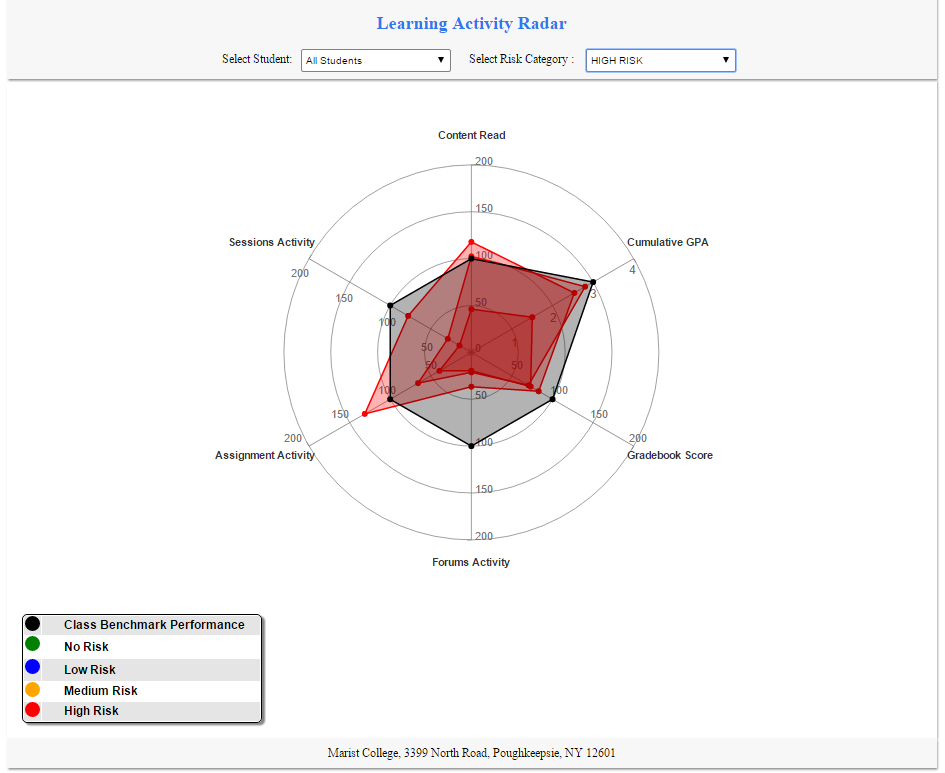 Learning Activity Radar
Select Student: All Students ▼ Select Risk Category : HIGH RISK ▼
Content Read
200
150
Sessions Activity
Cumulative GPA
100
200
4
150
3
50
100
2
1
50
0
50
50
100
50
100
150
150
200
100
200
Assignment Activity
Gradebook Score
150
200
Forums Activity
Class Benchmark Performance
No Risk
Low Risk
Medium Risk
High Risk
Marist College, 3399 North Road, Poughkeepsie, NY 12601